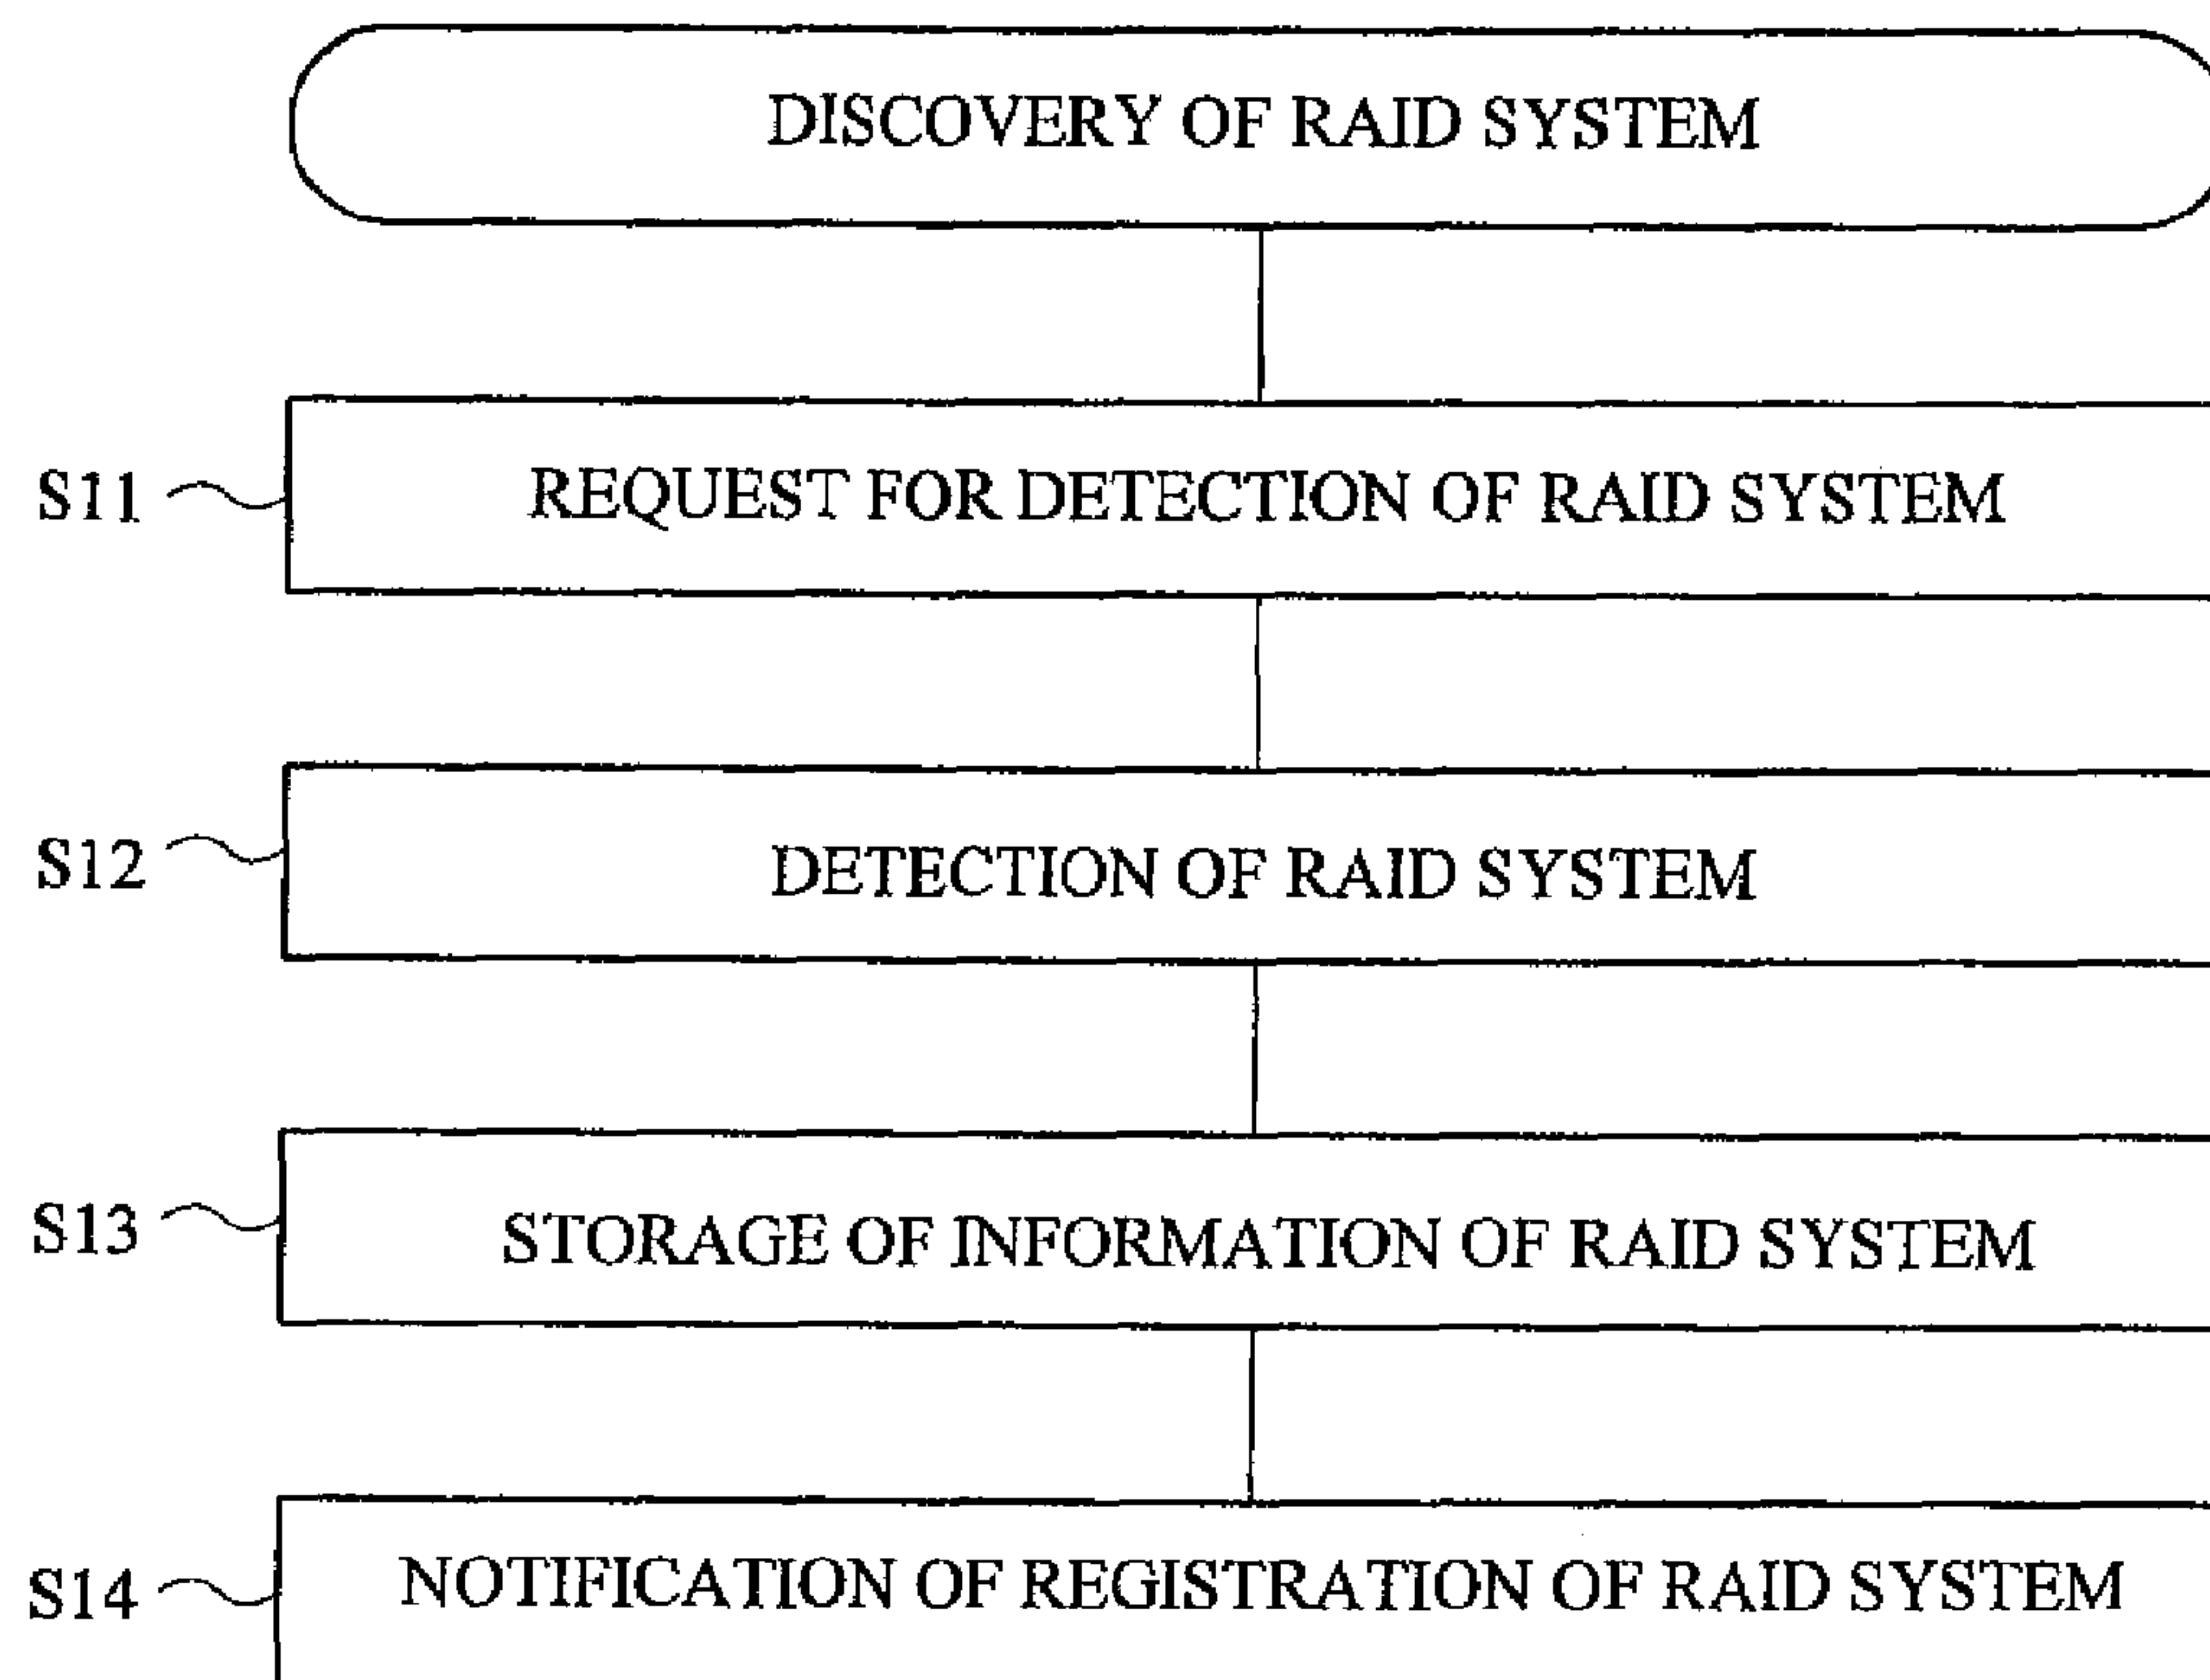 DISCOVERY OF RAID SYSTEM
S11 REQUEST FOR DETECTION OF RAID SYSTEM
S12 DETECTION OF RAID SYSTEM
S13 STORAGE OF INFORMATION OF RAID SYSTEM
S14 NOTIFICATION OF REGISTRATION OF RAID SYSTEM